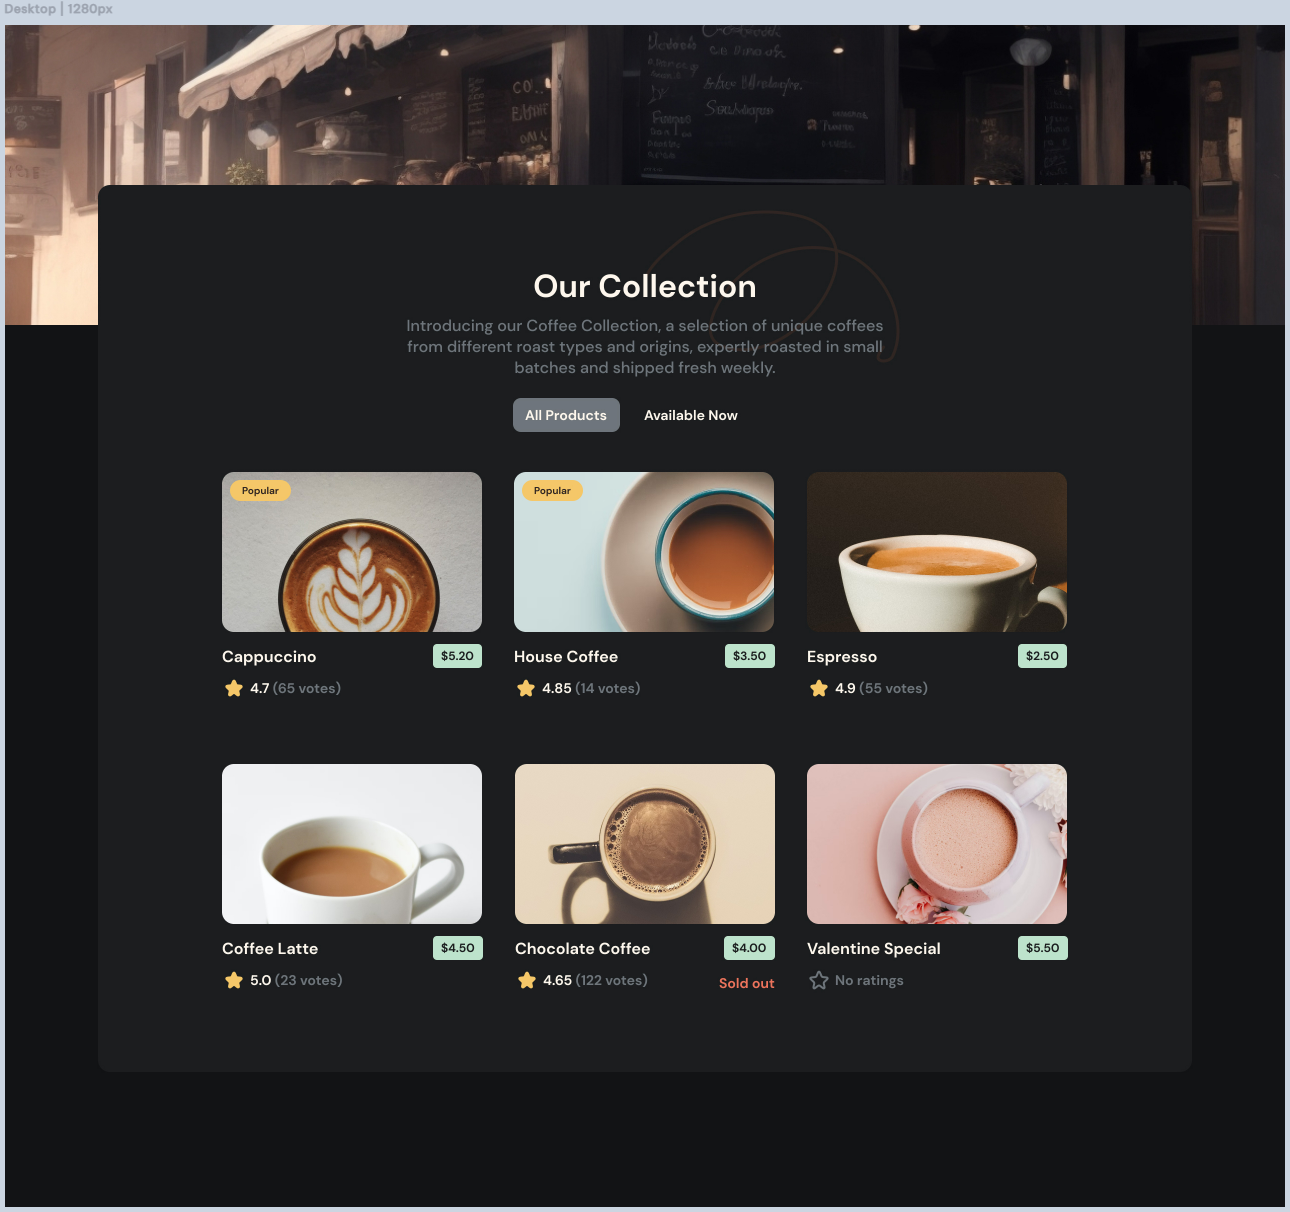 Desktop | 1280px
Our Collection
Introducing our Coffee Collection, a selection of unique coffees
from different roast types and origins, expertly roasted in small
batches and shipped fresh weekly.
All Products
Available Now
Popular
Popular
Cappuccino
$5.20
House Coffee
$3.50
Espresso
$2.50
4.7 (65 votes)
4.85 (14 votes)
4.9 (55 votes)
Coffee Latte
$4.50
Chocolate Coffee
$4.00
Valentine Special
$5.50
5.0 (23 votes)
4.65 (122 votes)
Sold out
No ratings